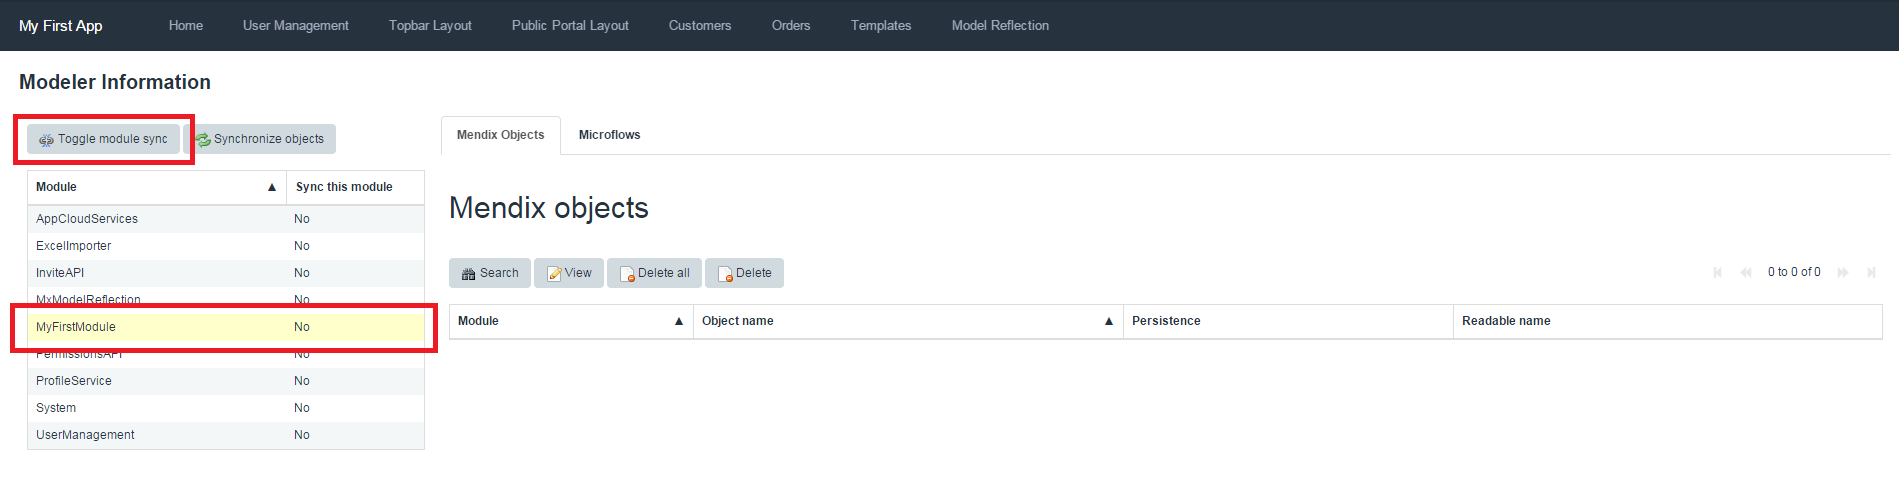 My First App Home User Management Topbar Layout Public Portal Layout Customers Orders Templates Model Reflection
Modeler Information
Toggle module sync Synchronize objects
Mendix Objects Microflows
Module ▲ Sync this module
AppCloudServices No
ExcelImporter No
InviteAPI No
MxModelReflection No
MyFirstModule No
PermissionsAPI No
ProfileService No
System No
UserManagement No
Mendix objects
Search View Delete all Delete 0 to 0 of 0
Module ▲ Object name ▲ Persistence Readable name